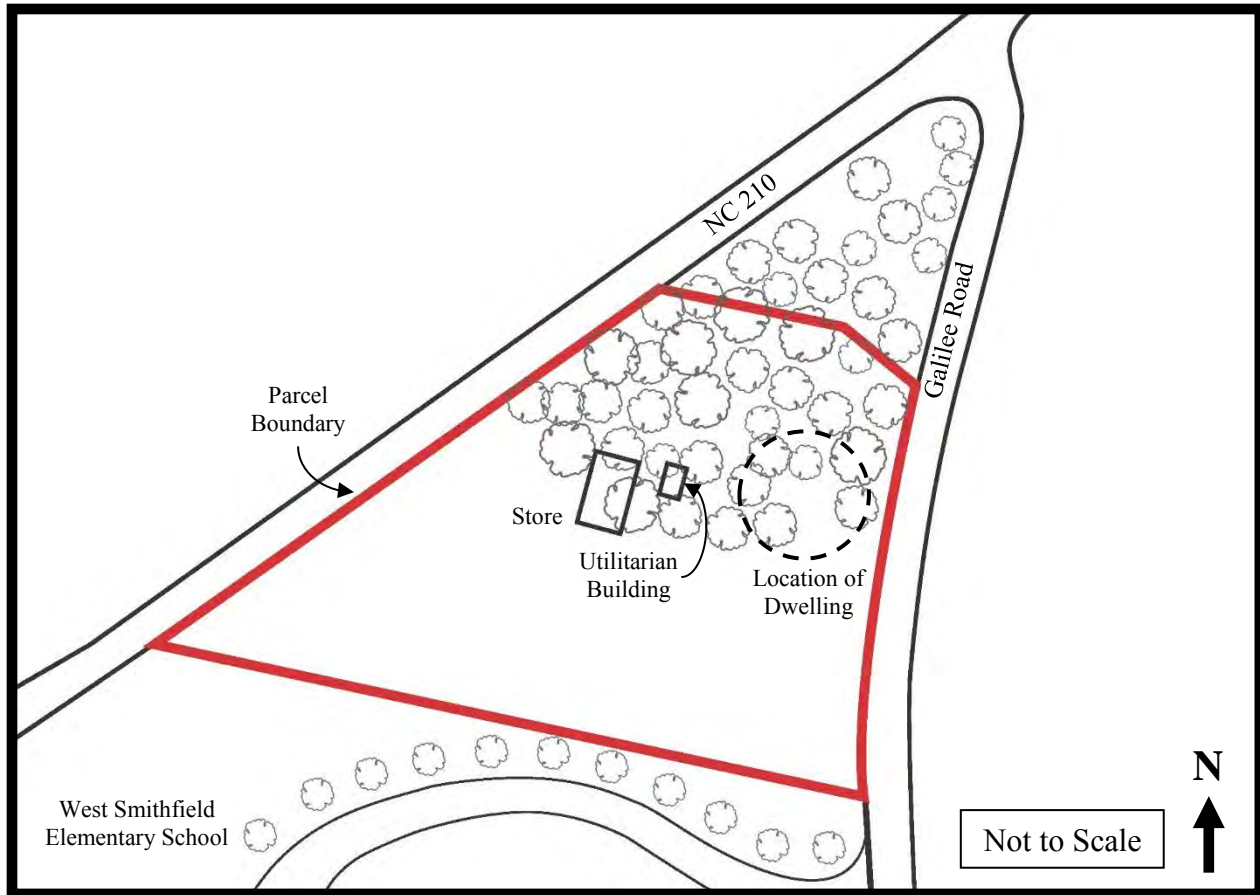 NC 210
Galilee Road
Parcel
Boundary
Store
Utilitarian
Building
Location of
Dwelling
West Smithfield
Elementary School
N
Not to Scale